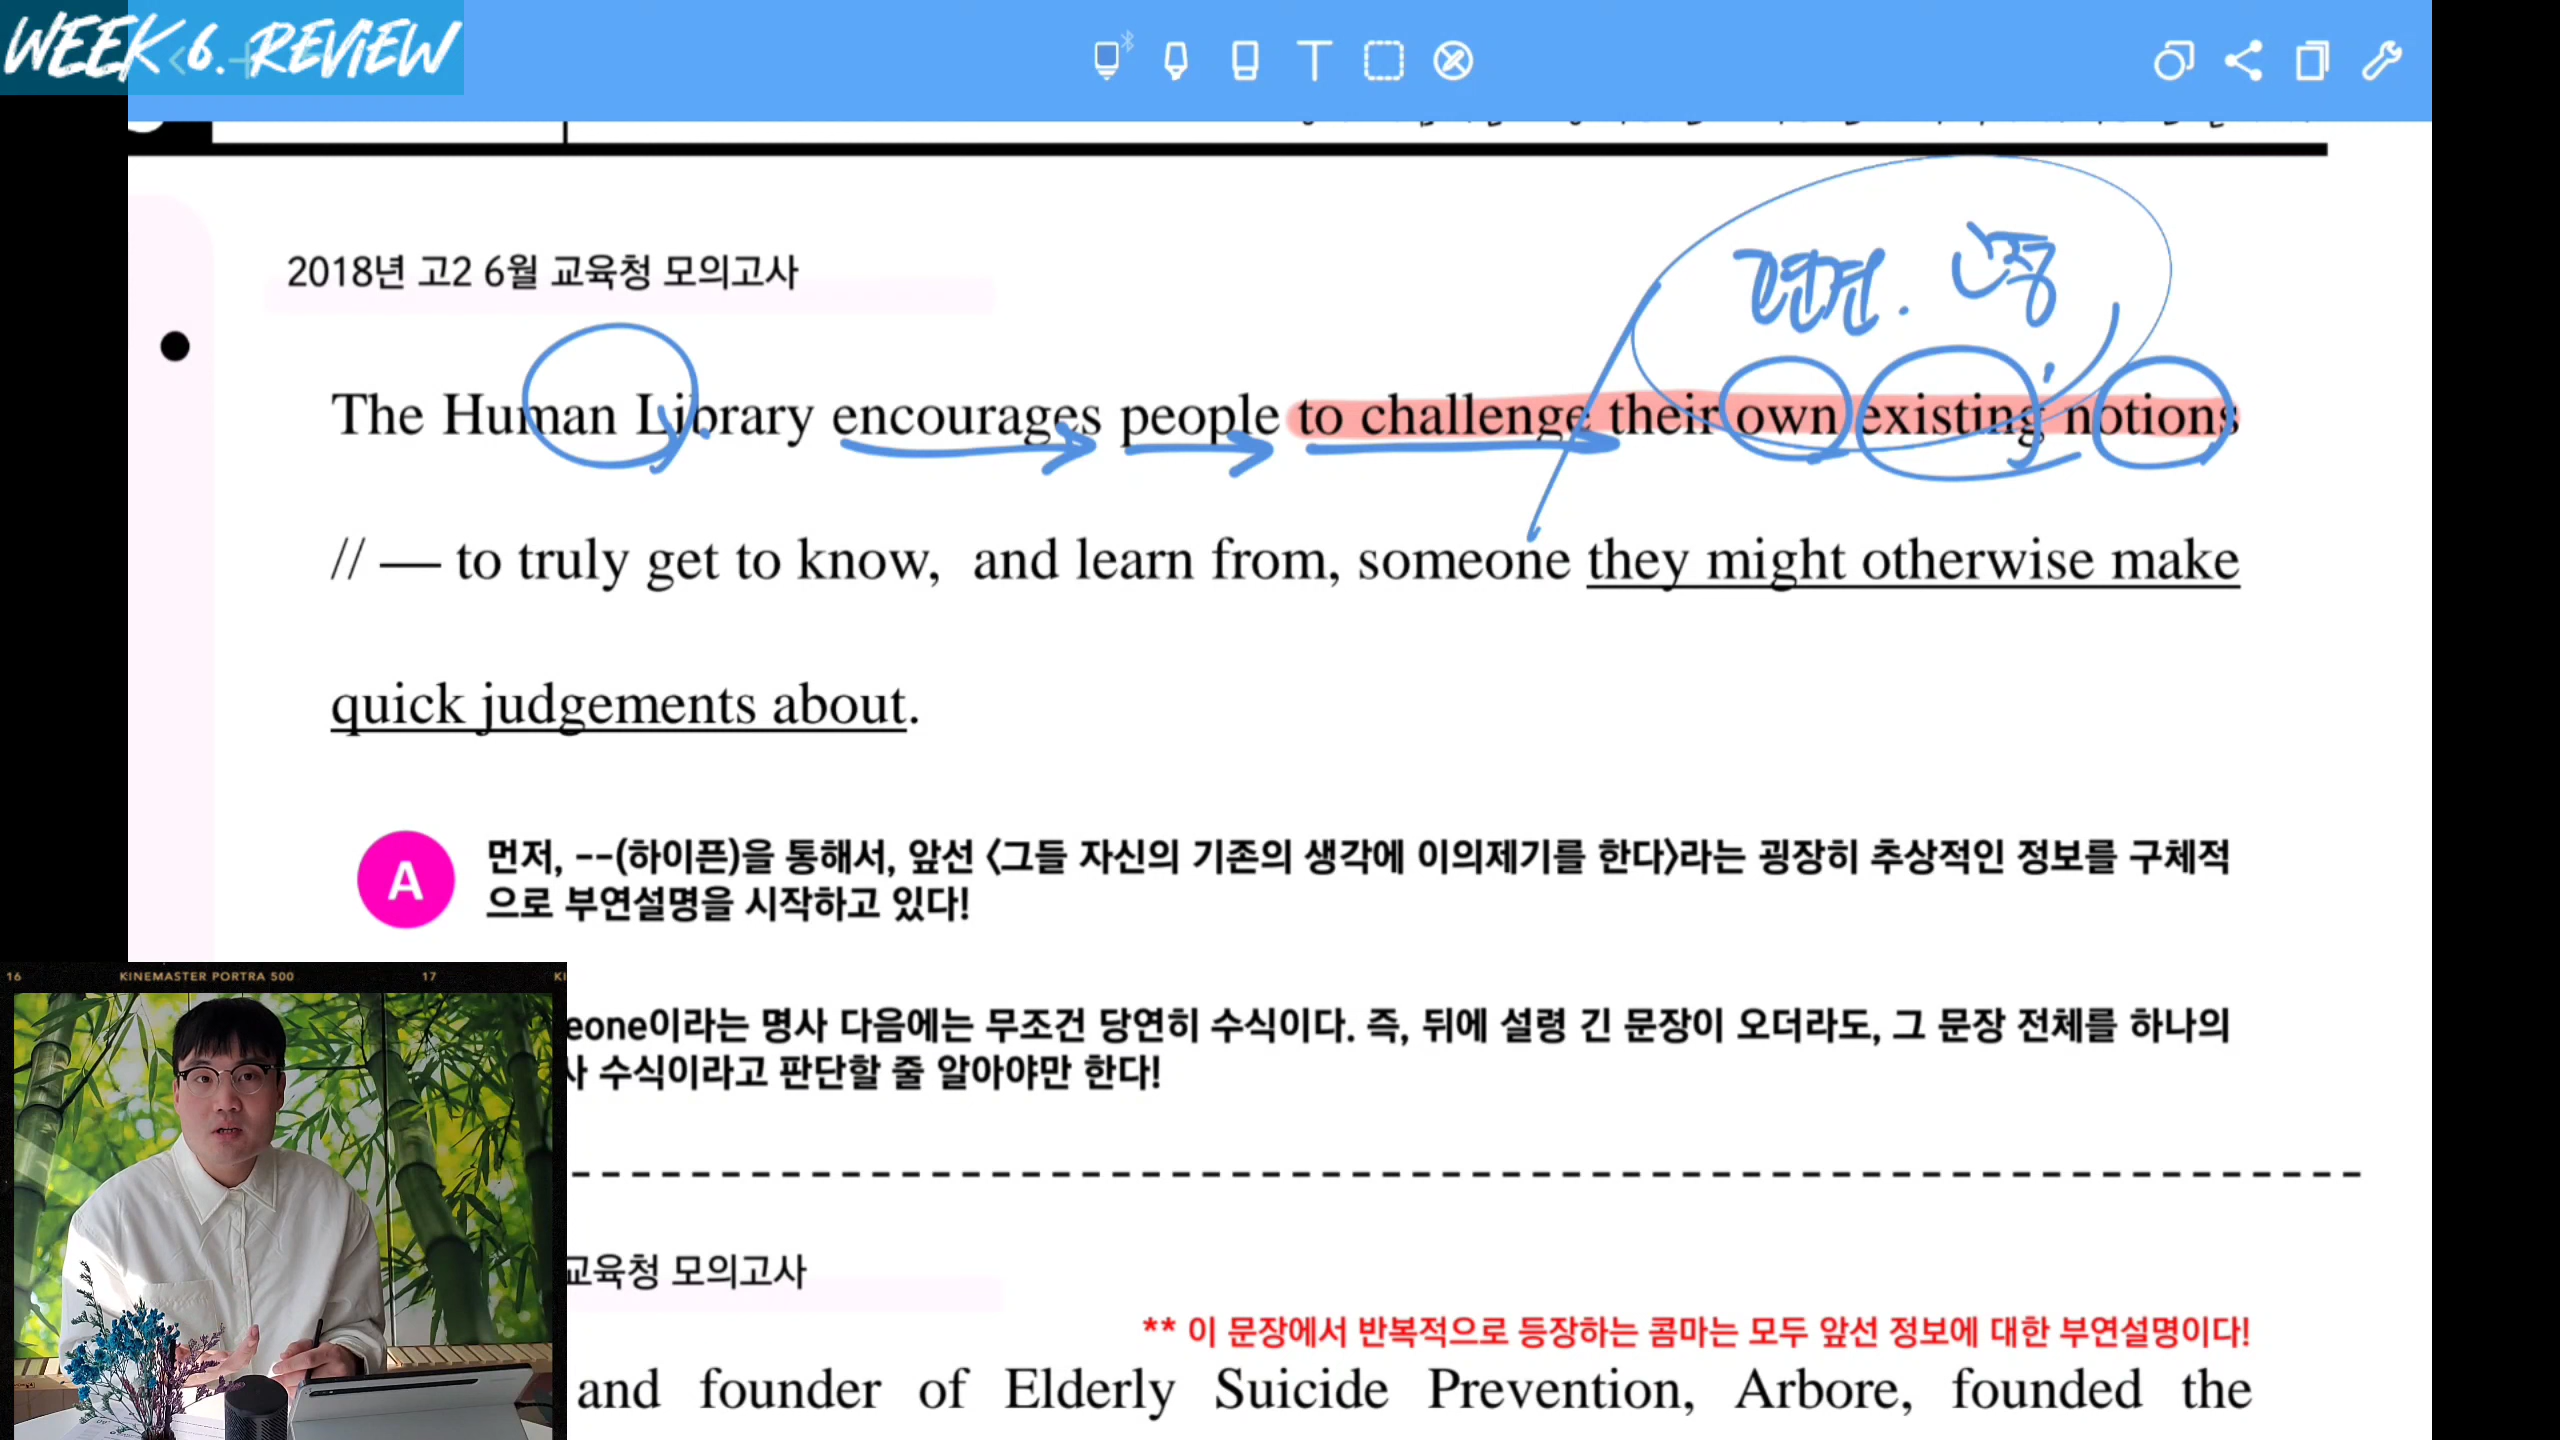 WEEK 6. REVIEW
2018년 고2 6월 교육청 모의고사
편견.
The Human Library encourages people to challenge their own existing notions
// — to truly get to know, and learn from, someone they might otherwise make
quick judgements about.
A
먼저, --(하이픈)을 통해서, 앞선 <그들 자신의 기존의 생각에 이의제기를 한다>라는 굉장히 추상적인 정보를 구체적
으로 부연설명을 시작하고 있다!
16 KINEMASTER PORTRA 500 17 KI
eone이라는 명사 다음에는 무조건 당연히 수식이다. 즉, 뒤에 설령 긴 문장이 오더라도, 그 문장 전체를 하나의
사 수식이라고 판단할 줄 알아야만 한다!
교육청 모의고사
** 이 문장에서 반복적으로 등장하는 콤마는 모두 앞선 정보에 대한 부연설명이다!
and founder of Elderly Suicide Prevention, Arbore, founded the